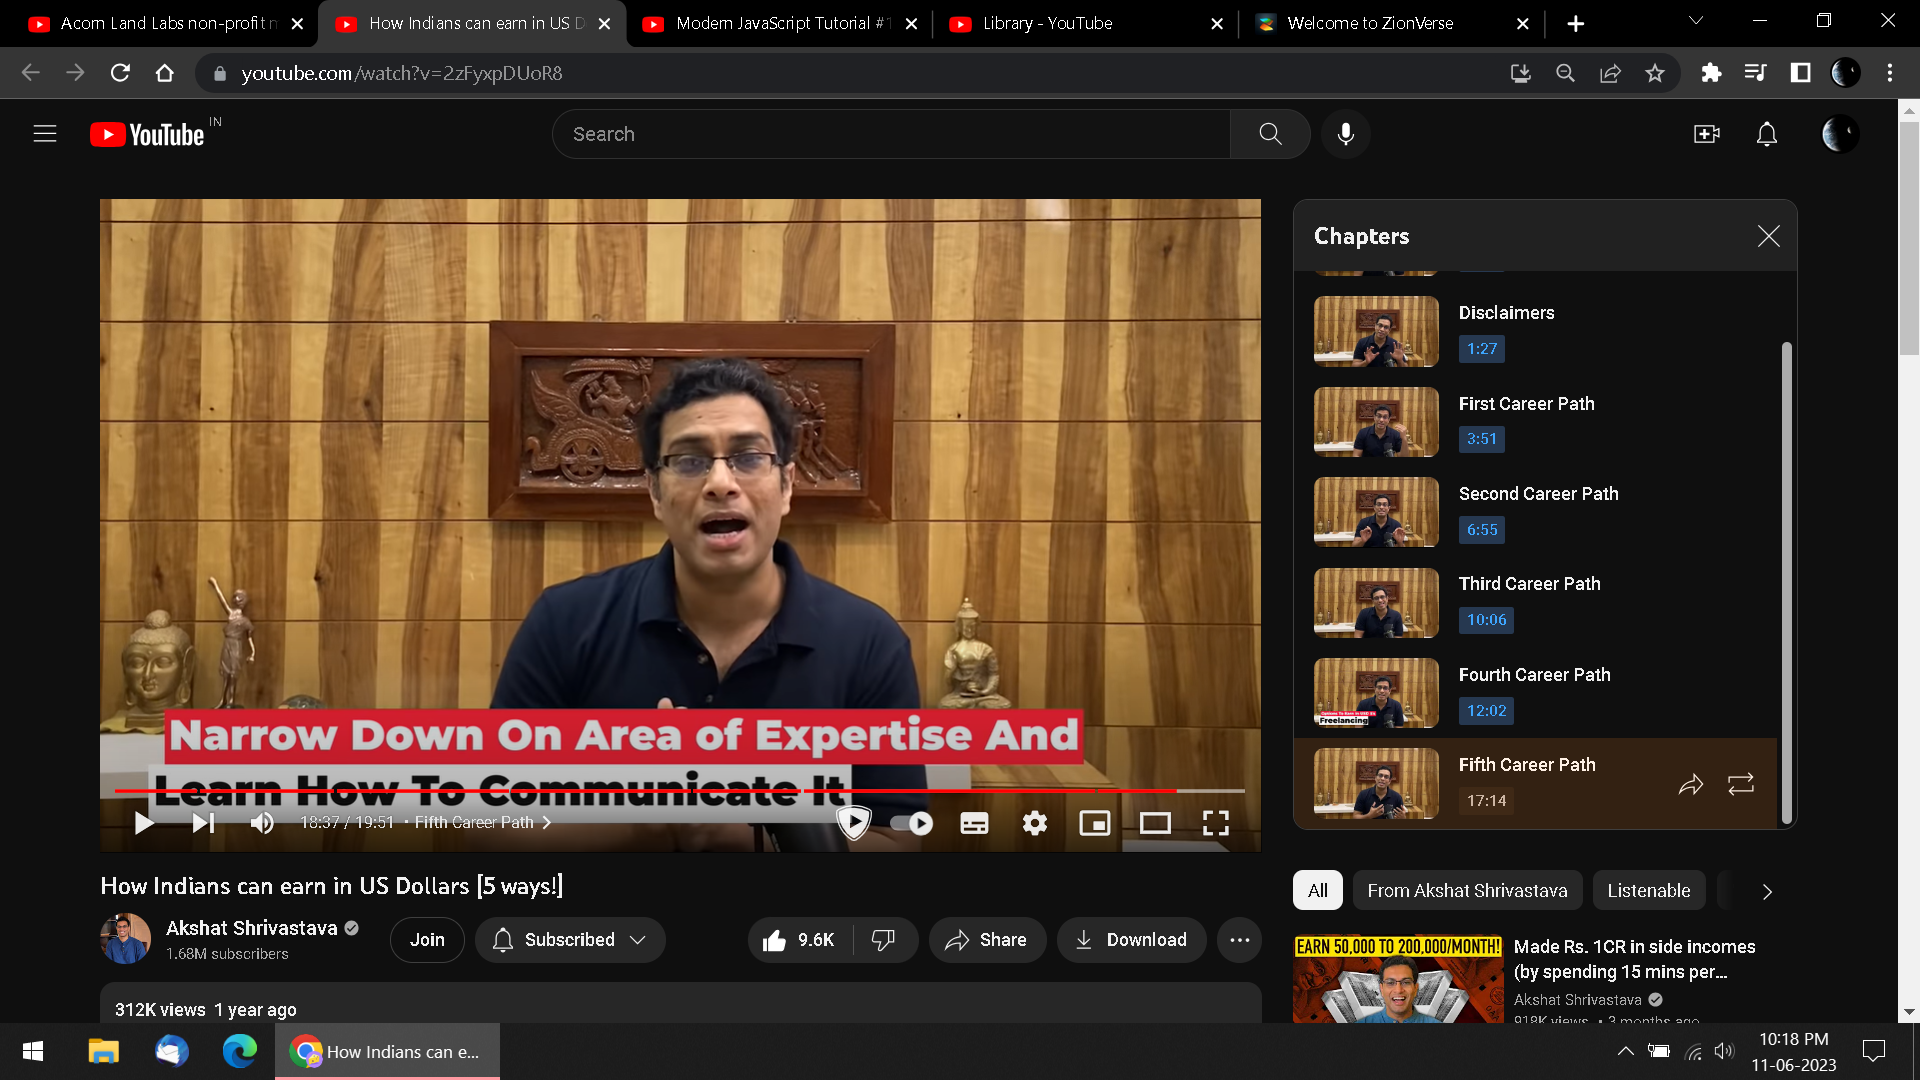 Acorn Land Labs non-profit
How Indians can earn in US D
Modern JavaScript Tutorial #1
Library - YouTube
Welcome to ZionVerse
youtube.com/watch?v=2zFyxpDUoR8
YouTube IN
Search
Chapters
Disclaimers
1:27
First Career Path
3:51
Second Career Path
6:55
Third Career Path
10:06
Fourth Career Path
12:02
Freelancing
Fifth Career Path
17:14
Narrow Down On Area of Expertise And
Learn How To Communicate It
18:37 / 19:51 • Fifth Career Path
How Indians can earn in US Dollars [5 ways!]
Akshat Shrivastava
1.68M subscribers
Join
Subscribed
9.6K
Share
Download
312K views 1 year ago
All
From Akshat Shrivastava
Listenable
EARN 50,000 TO 200,000/MONTH!
Made Rs. 1CR in side incomes
(by spending 15 mins per...
Akshat Shrivastava
918K views • 3 months ago
How Indians can e...
10:18 PM
11-06-2023